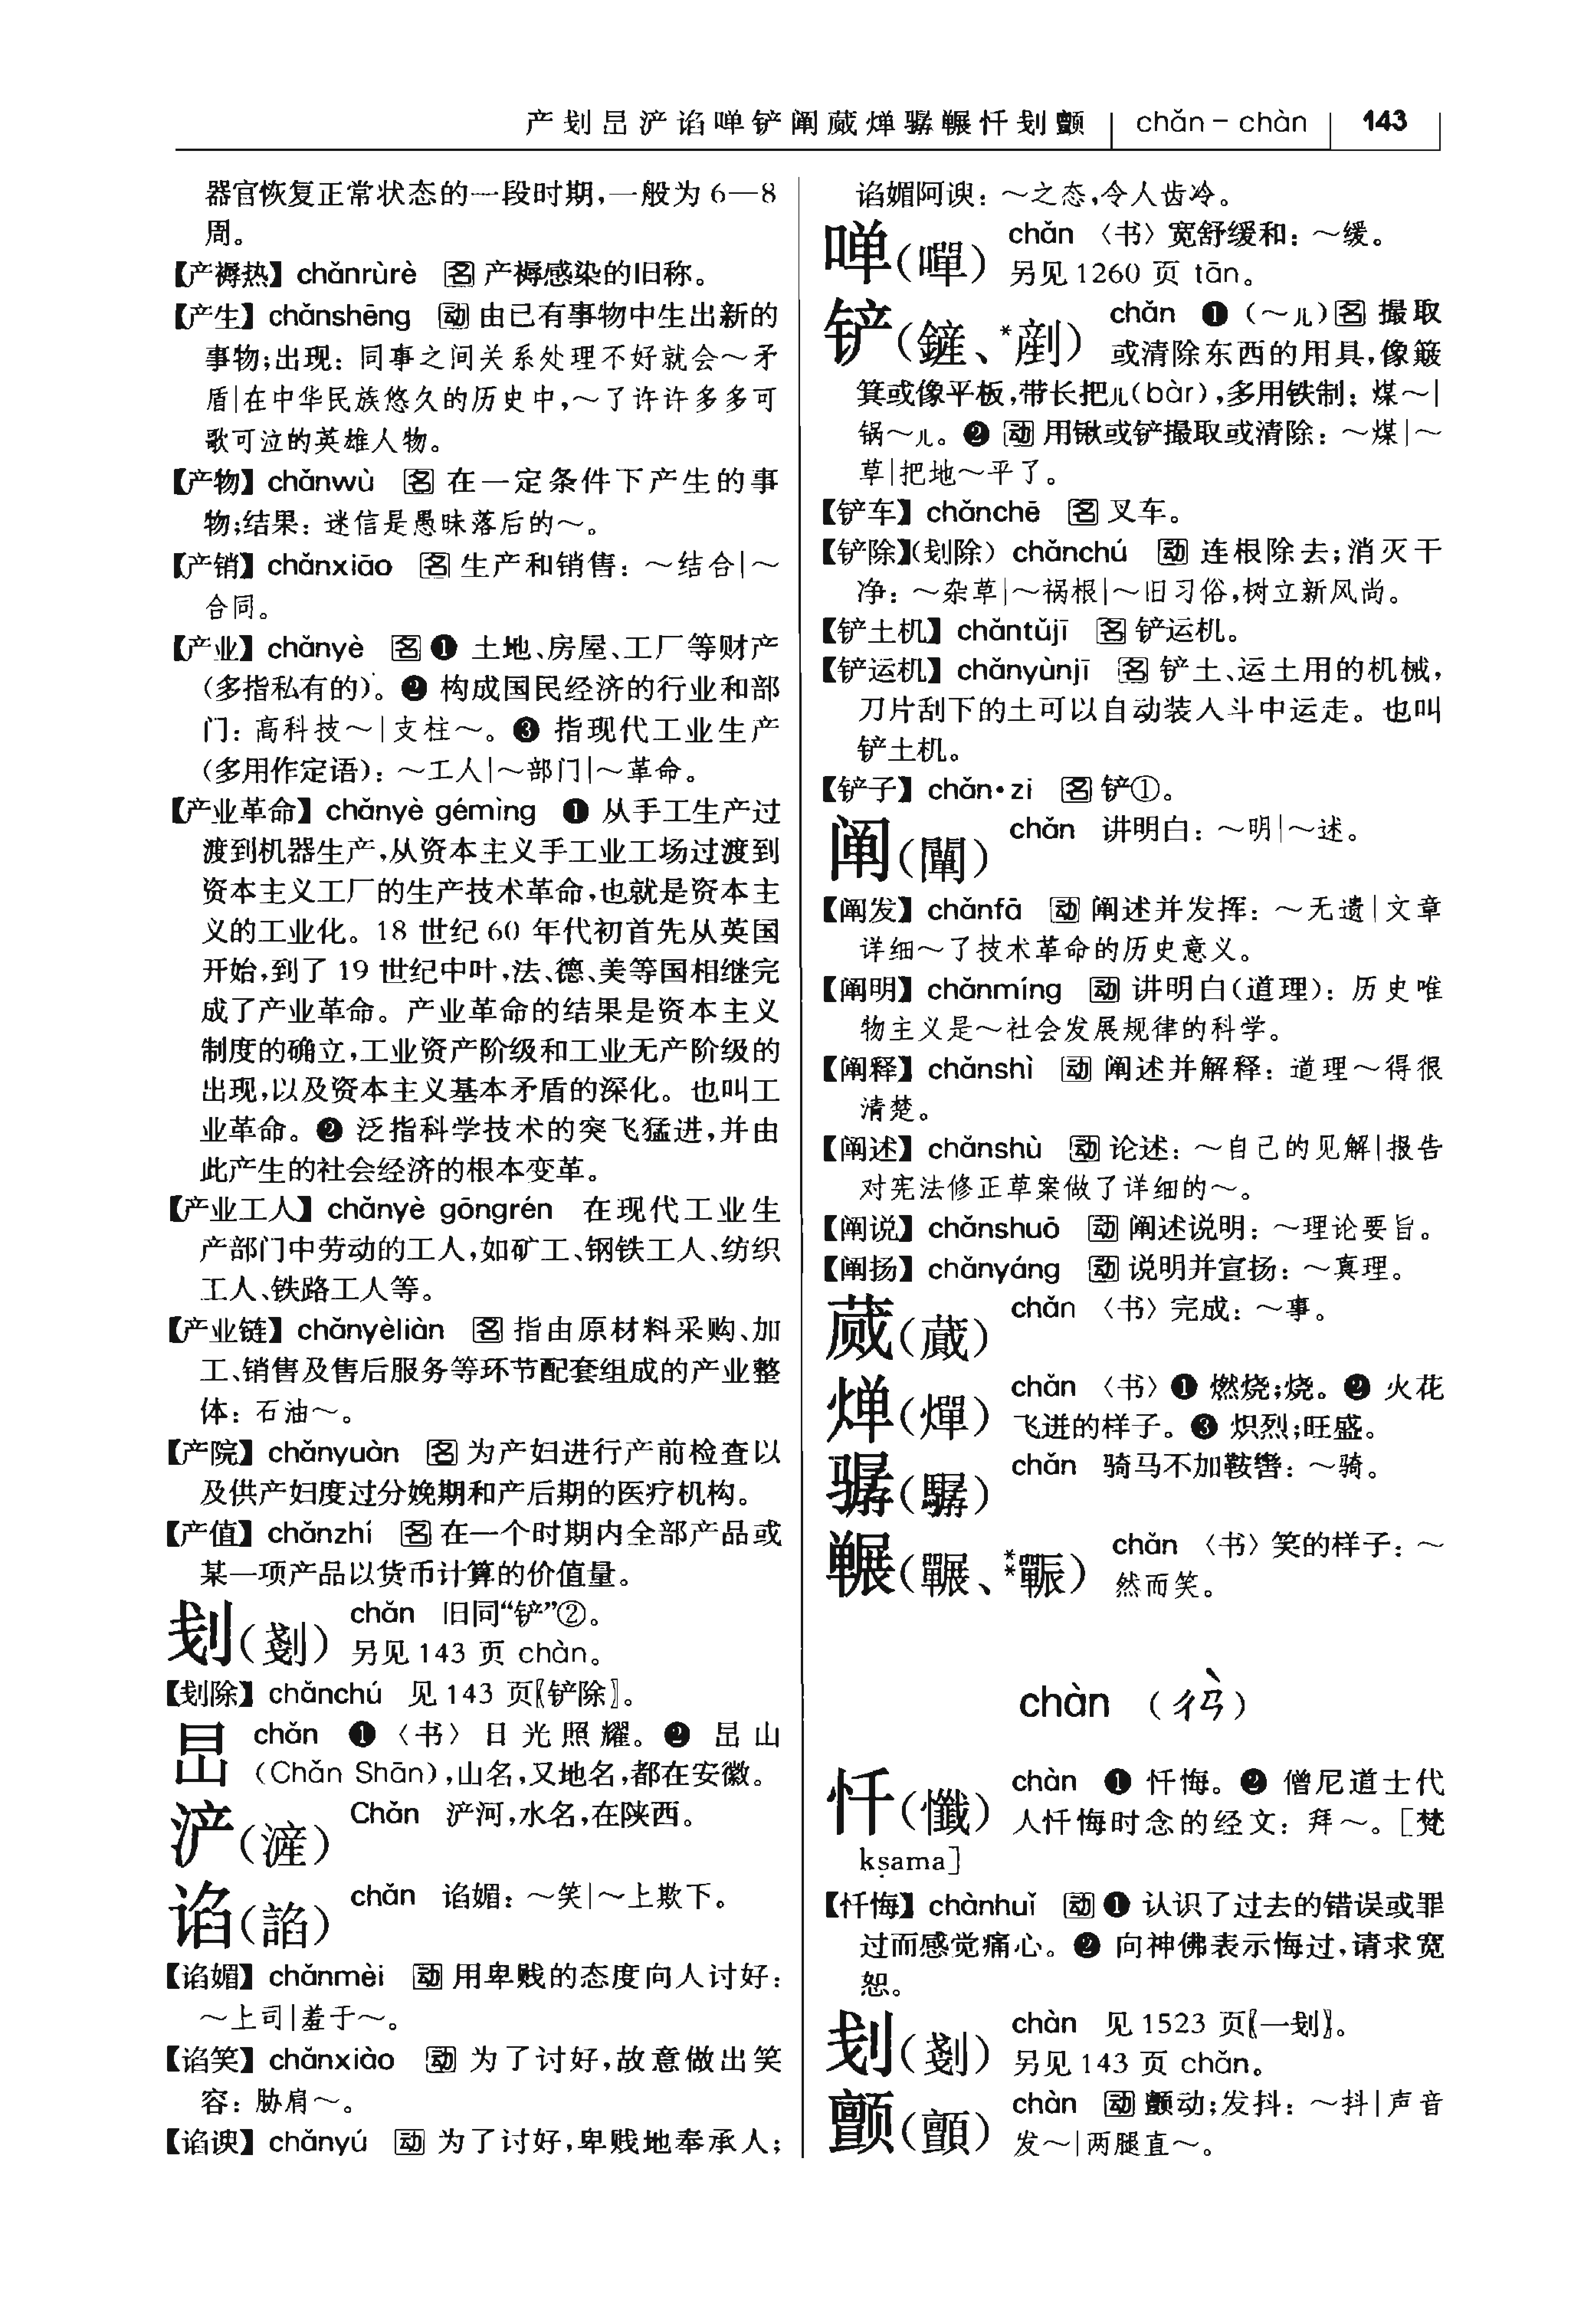 产刬旵浐谄啴铲阐蒇𬊤骣冁忏刬颤 chǎn – chàn 143
器官恢复正常状态的一段时期,一般为 6—8
周。
【产褥热】chǎnrùrè 名 产褥感染的旧称。
【产生】chǎnshēng 动 由已有事物中生出新的
事物;出现:同事之间关系处理不好就会~矛
盾|在中华民族悠久的历史中,~了许许多多可
歌可泣的英雄人物。
【产物】chǎnwù 名 在一定条件下产生的事
物;结果:迷信是愚昧落后的~。
【产销】chǎnxiāo 名 生产和销售:~结合|~
合同。
【产业】chǎnyè 名 ❶ 土地、房屋、工厂等财产
(多指私有的)。❷ 构成国民经济的行业和部
门:高科技~|支柱~。❸ 指现代工业生产
(多用作定语):~工人|~部门|~革命。
【产业革命】chǎnyè gémìng ❶ 从手工生产过
渡到机器生产,从资本主义手工业工场过渡到
资本主义工厂的生产技术革命,也就是资本主
义的工业化。18 世纪 60 年代初首先从英国
开始,到了 19 世纪中叶,法、德、美等国相继完
成了产业革命。产业革命的结果是资本主义
制度的确立,工业资产阶级和工业无产阶级的
出现,以及资本主义基本矛盾的深化。也叫工
业革命。❷ 泛指科学技术的突飞猛进,并由
此产生的社会经济的根本变革。
【产业工人】chǎnyè gōngrén 在现代工业生
产部门中劳动的工人,如矿工、钢铁工人、纺织
工人、铁路工人等。
【产业链】chǎnyèliàn 名 指由原材料采购、加
工、销售及售后服务等环节配套组成的产业整
体:石油~。
【产院】chǎnyuàn 名 为产妇进行产前检查以
及供产妇度过分娩期和产后期的医疗机构。
【产值】chǎnzhí 名 在一个时期内全部产品或
某一项产品以货币计算的价值量。
刬(剗) chǎn 旧同“铲”②。
另见 143 页 chàn。
【刬除】chǎnchú 见 143 页〖铲除〗。
旵 chǎn ❶〈书〉日光照耀。❷ 旵山
(Chǎn Shān),山名,又地名,都在安徽。
浐(滻) Chǎn 浐河,水名,在陕西。
谄(諂) chǎn 谄媚:~笑|~上欺下。
【谄媚】chǎnmèi 动 用卑贱的态度向人讨好:
~上司|羞于~。
【谄笑】chǎnxiào 动 为了讨好,故意做出笑
容:胁肩~。
【谄谀】chǎnyú 动 为了讨好,卑贱地奉承人;
谄媚阿谀:~之态,令人齿冷。
啴(嘽) chǎn〈书〉宽舒缓和:~缓。
另见 1260 页 tān。
铲(鏟、*剷) chǎn ❶(~儿)名 撮取
或清除东西的用具,像簸
箕或像平板,带长把儿(bàr),多用铁制:煤~|
锅~儿。❷ 动 用锹或铲撮取或清除:~煤|~
草|把地~平了。
【铲车】chǎnchē 名 叉车。
【铲除】(刬除) chǎnchú 动 连根除去;消灭干
净:~杂草|~祸根|~旧习俗,树立新风尚。
【铲土机】chǎntǔjī 名 铲运机。
【铲运机】chǎnyùnjī 名 铲土、运土用的机械,
刀片刮下的土可以自动装入斗中运走。也叫
铲土机。
【铲子】chǎn•zi 名 铲①。
阐(闡) chǎn 讲明白:~明|~述。
【阐发】chǎnfā 动 阐述并发挥:~无遗|文章
详细~了技术革命的历史意义。
【阐明】chǎnmíng 动 讲明白(道理):历史唯
物主义是~社会发展规律的科学。
【阐释】chǎnshì 动 阐述并解释:道理~得很
清楚。
【阐述】chǎnshù 动 论述:~自己的见解|报告
对宪法修正草案做了详细的~。
【阐说】chǎnshuō 动 阐述说明:~理论要旨。
【阐扬】chǎnyáng 动 说明并宣扬:~真理。
蒇(蕆) chǎn〈书〉完成:~事。
𬊤(燀) chǎn〈书〉❶ 燃烧;烧。❷ 火花
飞迸的样子。❸ 炽烈;旺盛。
骣(驏) chǎn 骑马不加鞍辔:~骑。
冁(囅、**䡲) chǎn〈书〉笑的样子:~
然而笑。
chàn (ㄔㄢˋ)
忏(懺) chàn ❶ 忏悔。❷ 僧尼道士代
人忏悔时念的经文:拜~。[梵
kṣama]
【忏悔】chànhuǐ 动 ❶ 认识了过去的错误或罪
过而感觉痛心。❷ 向神佛表示悔过,请求宽
恕。
刬(剗) chàn 见 1523 页〖一刬〗。
另见 143 页 chǎn。
颤(顫) chàn 动 颤动;发抖:~抖|声音
发~|两腿直~。